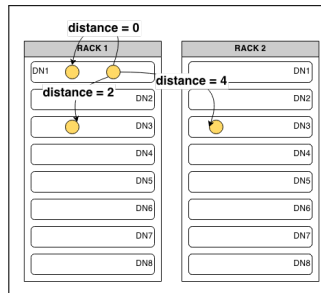 distance = 0
RACK 1
RACK 2
DN1
DN1
distance = 4
distance = 2
DN2
DN2
DN3
DN3
DN4
DN4
DN5
DN5
DN6
DN6
DN7
DN7
DN8
DN8